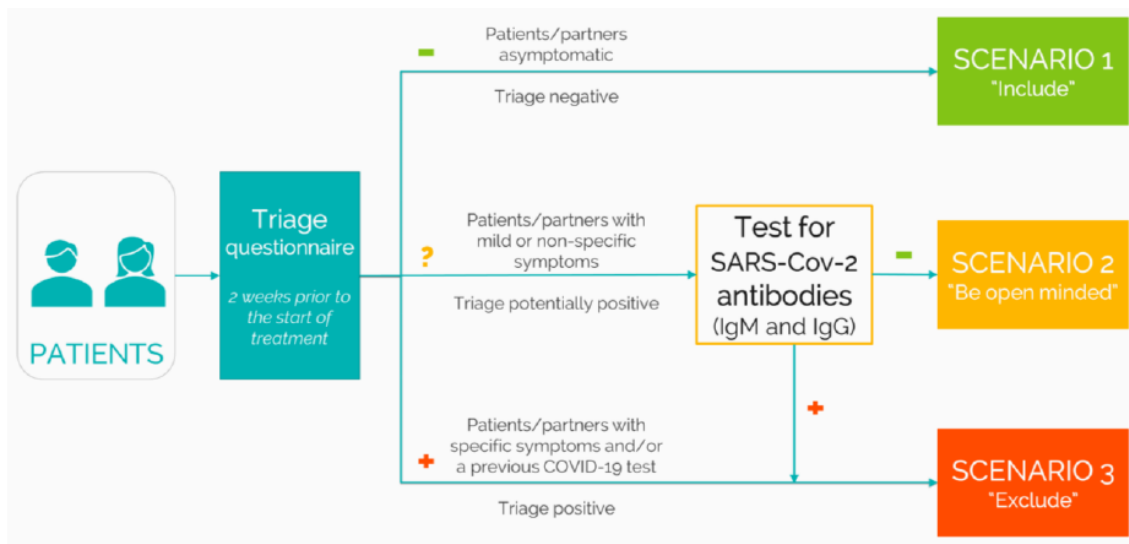 Patients/partners
asymptomatic
Triage negative
SCENARIO 1
"Include"
PATIENTS
Triage
questionnaire
2 weeks prior to
the start of
treatment
?
Patients/partners with
mild or non-specific
symptoms
Triage potentially positive
Test for
SARS-Cov-2
antibodies
(IgM and IgG)
SCENARIO 2
"Be open minded"
Patients/partners with
specific symptoms and/or
a previous COVID-19 test
Triage positive
SCENARIO 3
"Exclude"